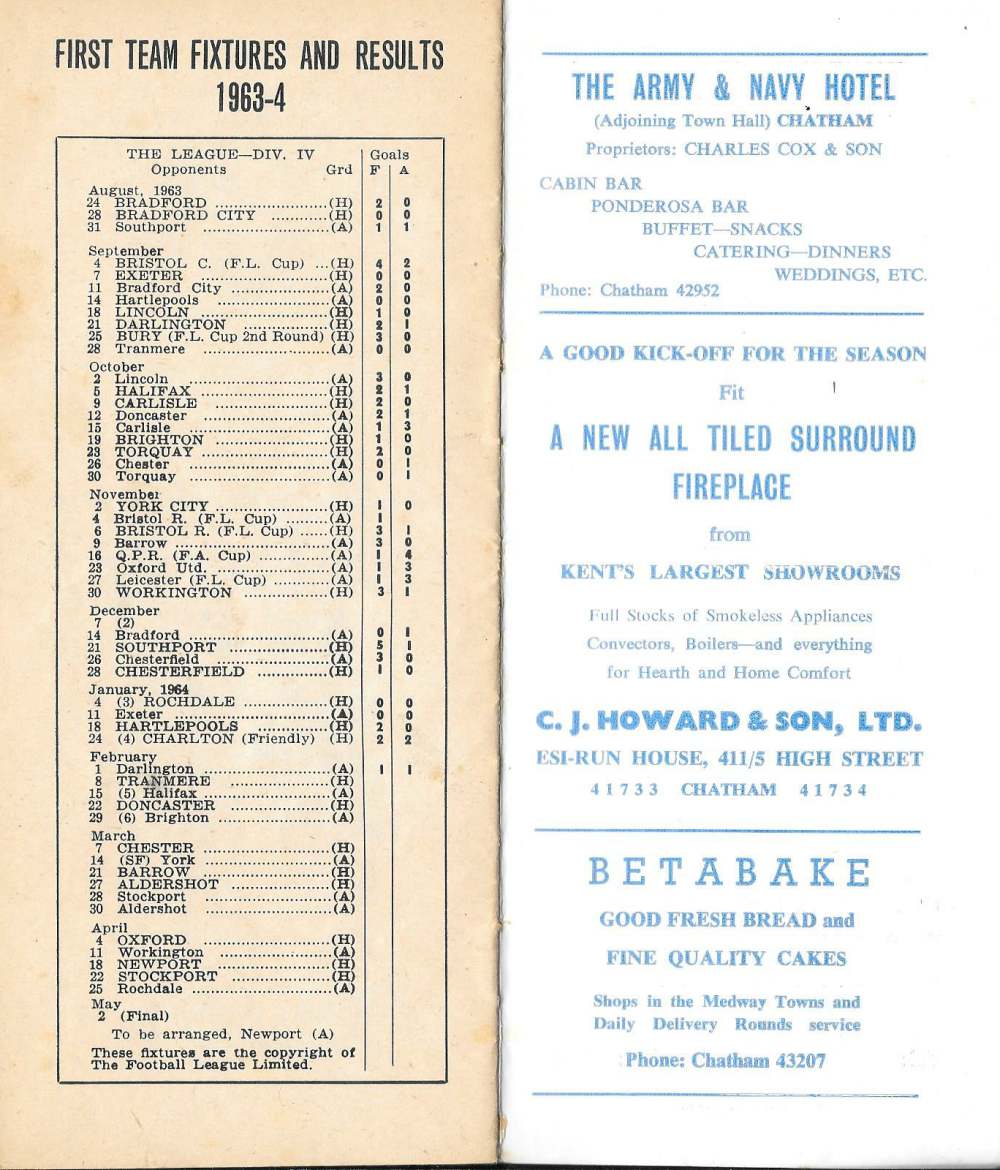 FIRST TEAM FIXTURES AND RESULTS
1963-4
THE LEAGUE—DIV. IV Goals
Opponents Grd F A
August, 1963
24 BRADFORD ......................(H) 2 0
28 BRADFORD CITY ...........(H) 0 0
31 Southport .........................(A) 1 1
September
4 BRISTOL C. (F.L. Cup) ...(H) 4 2
7 EXETER .........................(H) 0 0
11 Bradford City ...................(A) 2 0
14 Hartlepools ......................(A) 0 0
18 LINCOLN .........................(H) 1 0
21 DARLINGTON .................(H) 2 1
25 BURY (F.L. Cup 2nd Round) (H) 3 0
28 Tranmere .........................(A) 0 0
October
2 Lincoln ...........................(A) 3 0
5 HALIFAX .........................(H) 2 1
9 CARLISLE .......................(H) 2 0
12 Doncaster .........................(A) 2 1
15 Carlisle ...........................(A) 1 3
19 BRIGHTON ......................(H) 1 0
23 TORQUAY .........................(H) 2 0
26 Chester ...........................(A) 0 1
30 Torquay ...........................(A) 0 1
November
2 YORK CITY ......................(H) 1 0
4 Bristol R. (F.L. Cup) .........(A) 1
6 BRISTOL R. (F.L. Cup) ......(H) 3 1
9 Barrow ...........................(A) 3 0
16 Q.P.R. (F.A. Cup) .............(A) 1 4
23 Oxford Utd. ......................(A) 1 3
27 Leicester (F.L. Cup) ...........(A) 1 3
30 WORKINGTON .................(H) 3 1
December
7 (2)
14 Bradford .........................(A) 0 1
21 SOUTHPORT ....................(H) 5 1
26 Chesterfield ......................(A) 3 0
28 CHESTERFIELD ..............(H) 1 0
January, 1964
4 (3) ROCHDALE .................(H) 0 0
11 Exeter .............................(A) 0 0
18 HARTLEPOOLS ..............(H) 2 0
24 (4) CHARLTON (Friendly) (H) 2 2
February
1 Darlington .........................(A) 1 1
8 TRANMERE ....................(H)
15 (5) Halifax .........................(A)
22 DONCASTER ....................(H)
29 (6) Brighton ......................(A)
March
7 CHESTER .........................(H)
14 (SF) York .........................(A)
21 BARROW .........................(H)
27 ALDERSHOT ....................(H)
28 Stockport .........................(A)
30 Aldershot .........................(A)
April
4 OXFORD .........................(H)
11 Workington ......................(A)
18 NEWPORT ......................(H)
22 STOCKPORT ....................(H)
25 Rochdale .........................(A)
May
2 (Final)
To be arranged, Newport (A)
These fixtures are the copyright of
The Football League Limited.
THE ARMY & NAVY HOTEL
(Adjoining Town Hall) CHATHAM
Proprietors: CHARLES COX & SON
CABIN BAR
PONDEROSA BAR
BUFFET—SNACKS
CATERING—DINNERS
WEDDINGS, ETC.
Phone: Chatham 42952
A GOOD KICK-OFF FOR THE SEASON
Fit
A NEW ALL TILED SURROUND
FIREPLACE
from
KENT'S LARGEST SHOWROOMS
Full Stocks of Smokeless Appliances
Convectors, Boilers—and everything
for Hearth and Home Comfort
C. J. HOWARD & SON, LTD.
ESI-RUN HOUSE, 411/5 HIGH STREET
41733 CHATHAM 41734
BETABAKE
GOOD FRESH BREAD and
FINE QUALITY CAKES
Shops in the Medway Towns and
Daily Delivery Rounds service
Phone: Chatham 43207